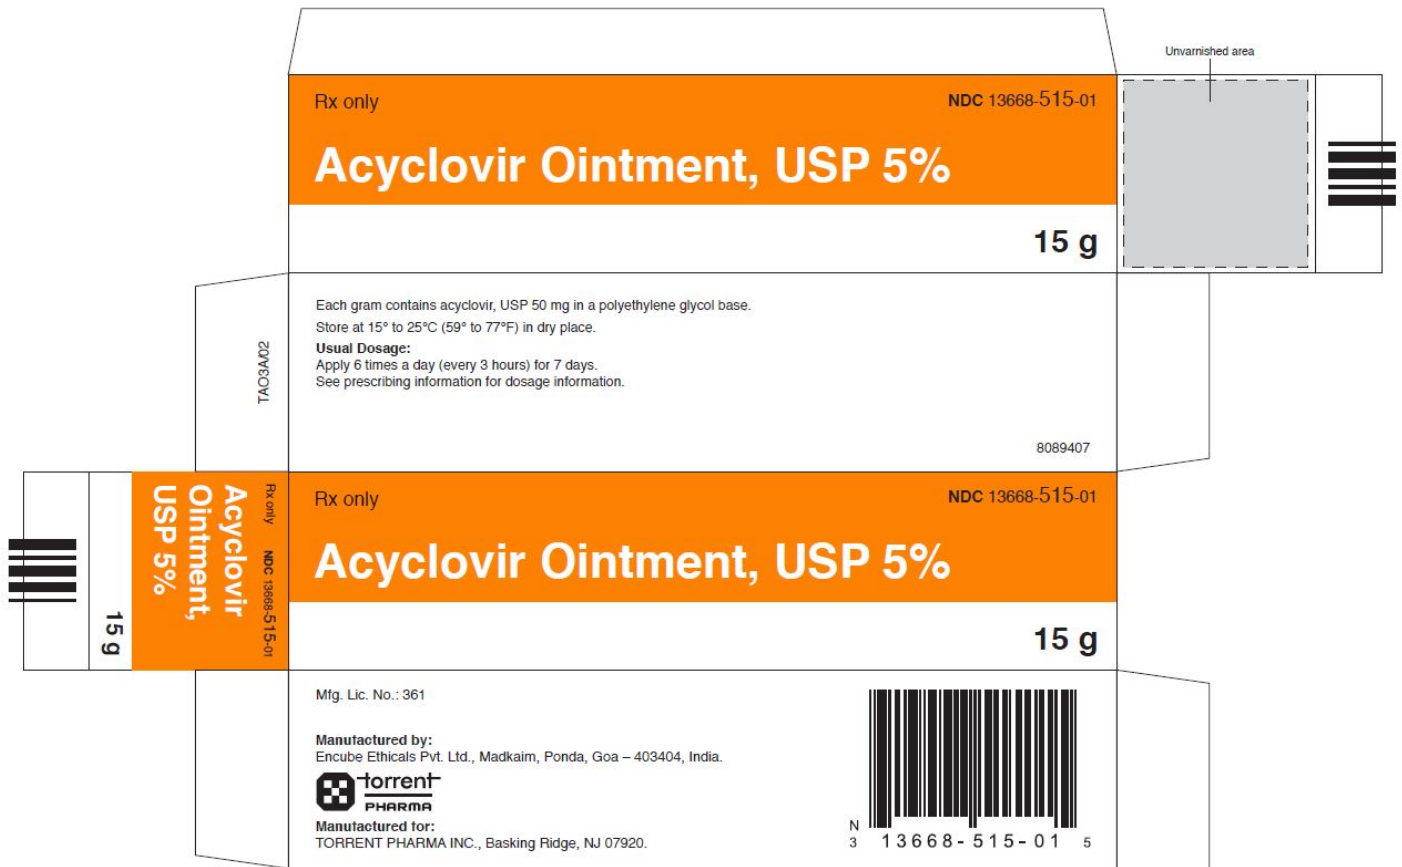 Unvarnished area
Rx only
NDC 13668-515-01
Acyclovir Ointment, USP 5%
15 g
Each gram contains acyclovir, USP 50 mg in a polyethylene glycol base.
Store at 15° to 25°C (59° to 77°F) in dry place.
Usual Dosage:
Apply 6 times a day (every 3 hours) for 7 days.
See prescribing information for dosage information.
TAO3A/02
8089407
Rx only NDC 13668-515-01
Acyclovir
Ointment,
USP 5%
15 g
Rx only
NDC 13668-515-01
Acyclovir Ointment, USP 5%
15 g
Mfg. Lic. No.: 361
Manufactured by:
Encube Ethicals Pvt. Ltd., Madkaim, Ponda, Goa – 403404, India.
torrent
PHARMA
Manufactured for:
TORRENT PHARMA INC., Basking Ridge, NJ 07920.
N
3 13668-515-01 5